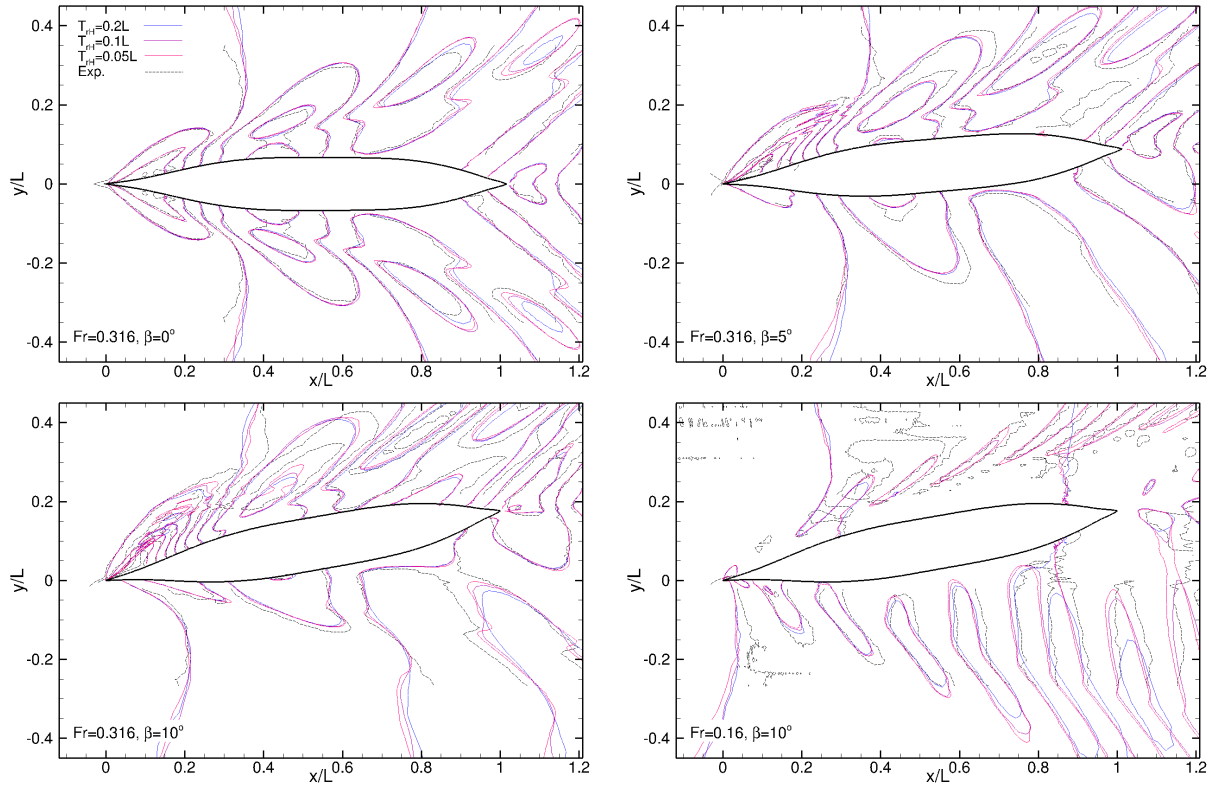 0.4
0.2
0
-0.2
-0.4
y/L
T_rH=0.2L
T_rH=0.1L
T_rH=0.05L
Exp.
Fr=0.316, β=0°
0 0.2 0.4 0.6 0.8 1 1.2
x/L
0.4
0.2
0
-0.2
-0.4
y/L
Fr=0.316, β=5°
0 0.2 0.4 0.6 0.8 1 1.2
x/L
0.4
0.2
0
-0.2
-0.4
y/L
Fr=0.316, β=10°
0 0.2 0.4 0.6 0.8 1 1.2
x/L
0.4
0.2
0
-0.2
-0.4
y/L
Fr=0.16, β=10°
0 0.2 0.4 0.6 0.8 1 1.2
x/L